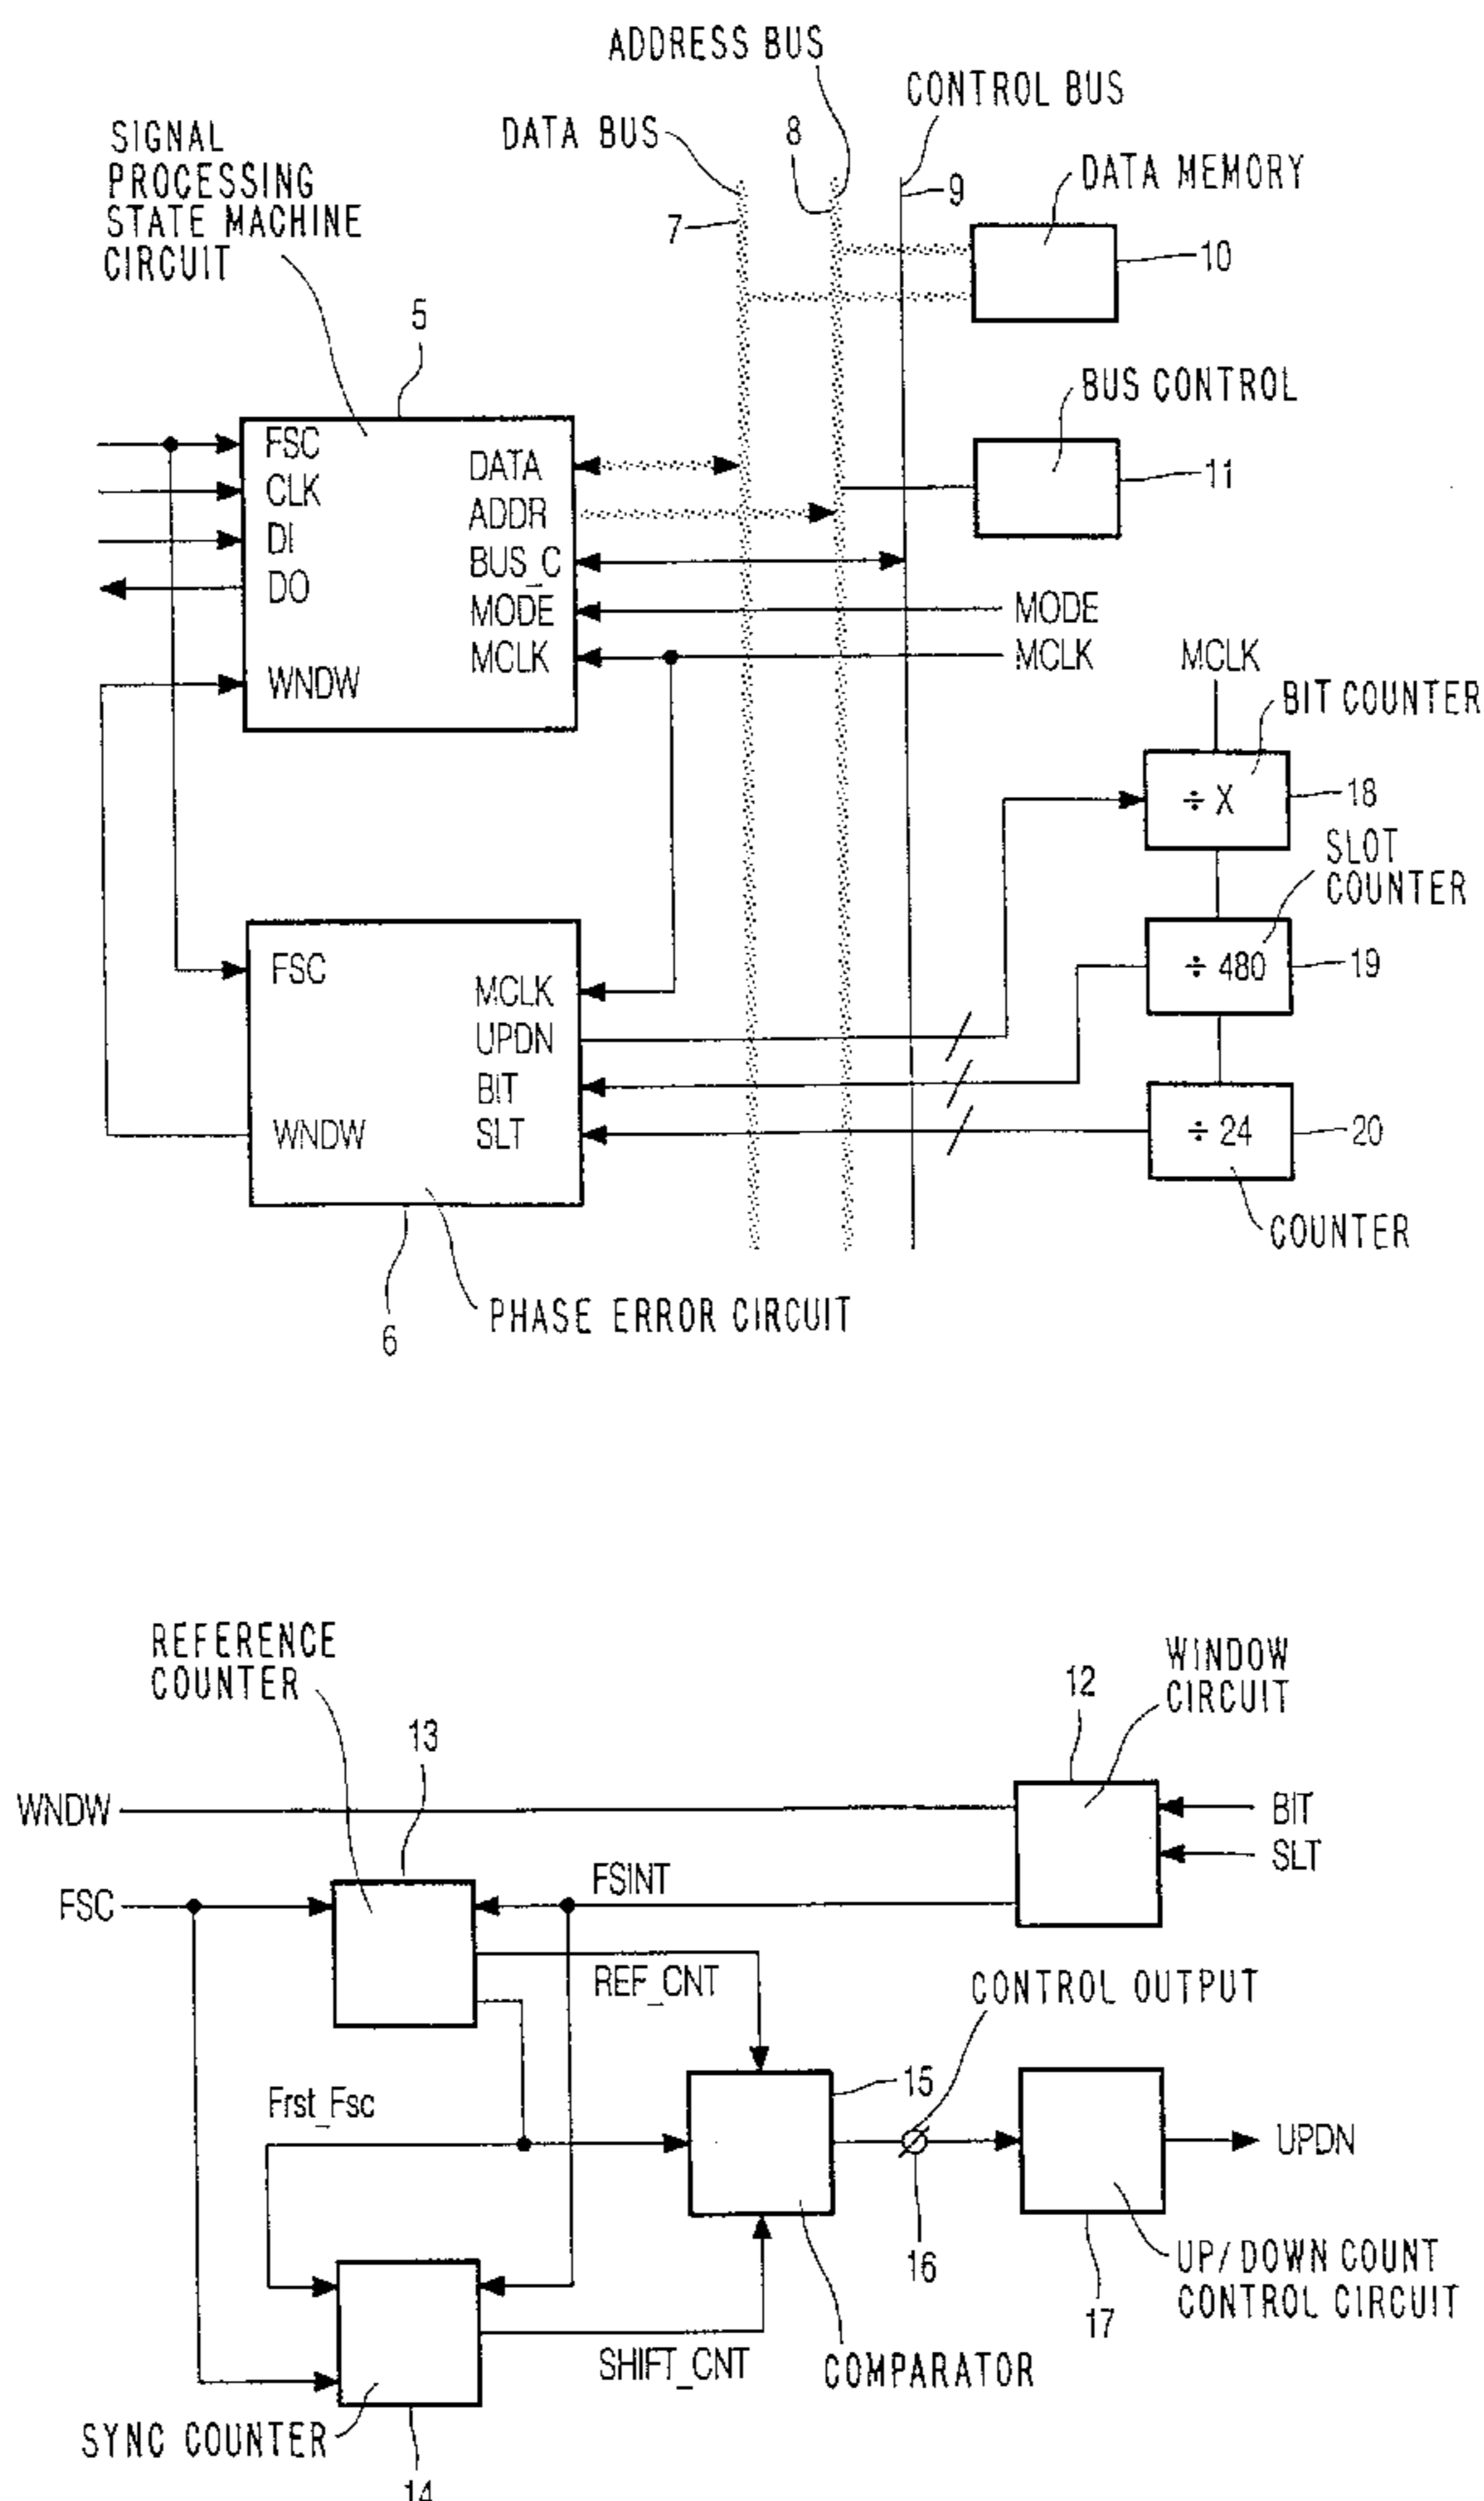 ADDRESS BUS
CONTROL BUS
DATA BUS
8
SIGNAL
PROCESSING
STATE MACHINE
CIRCUIT
DATA MEMORY
7
9
10
5
BUS CONTROL
11
FSC
CLK
DI
DO
WNDW
DATA
ADDR
BUS_C
MODE
MCLK
MODE
MCLK
MCLK
BIT COUNTER
÷ X
18
SLOT
COUNTER
÷ 480
19
FSC
MCLK
UPDN
BIT
SLT
WNDW
÷ 24
20
COUNTER
PHASE ERROR CIRCUIT
6
REFERENCE
COUNTER
13
12
WINDOW
CIRCUIT
WNDW
BIT
SLT
FSC
FSINT
REF_CNT
CONTROL OUTPUT
15
Frst_Fsc
UPDN
16
17
UP/DOWN COUNT
CONTROL CIRCUIT
SHIFT_CNT
COMPARATOR
SYNC COUNTER
14